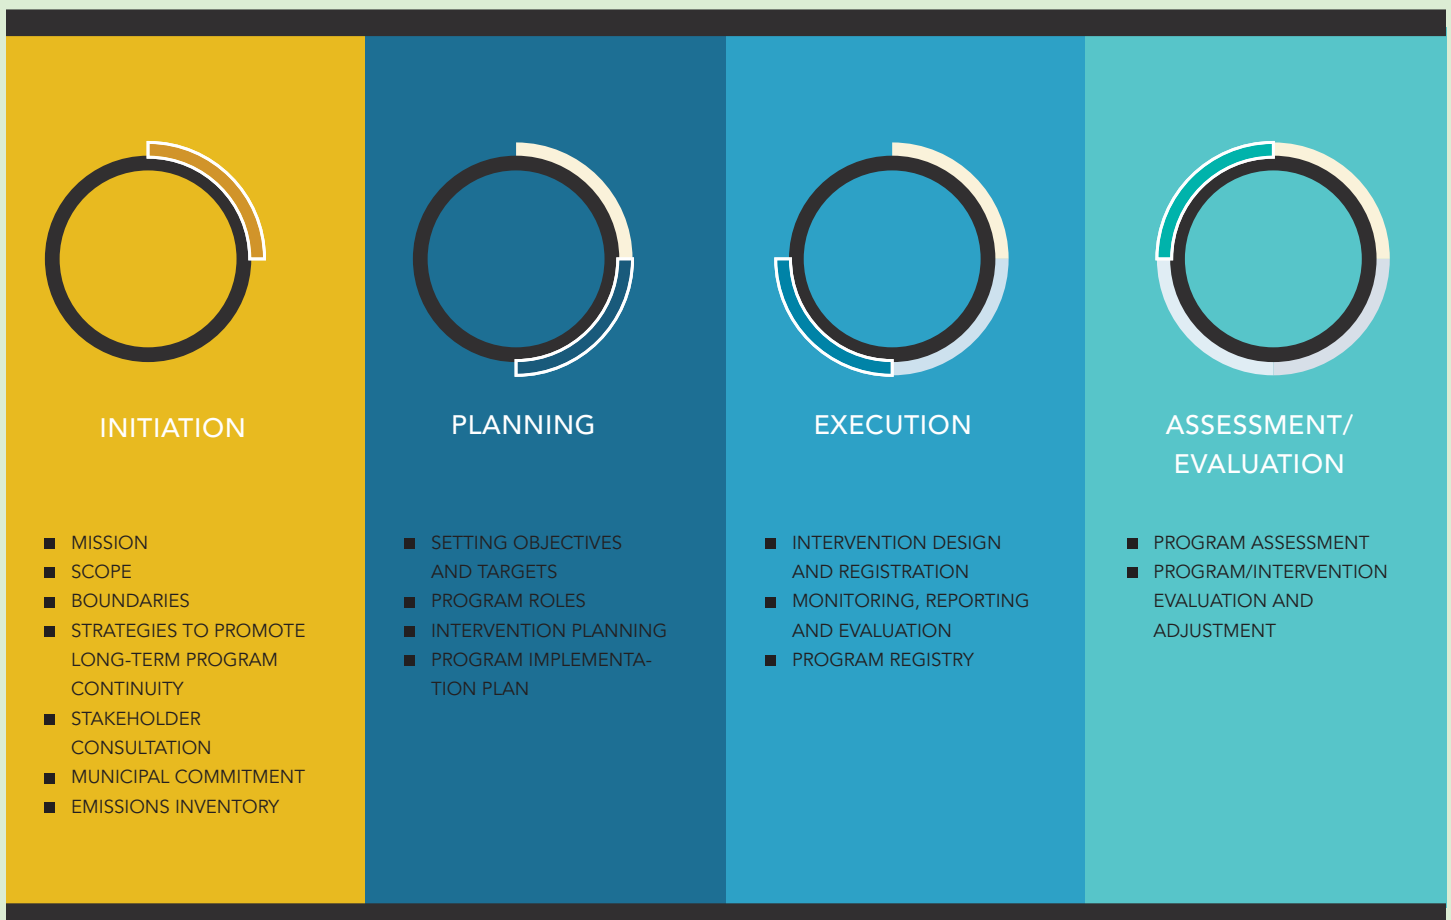 INITIATION
MISSION
SCOPE
BOUNDARIES
STRATEGIES TO PROMOTE
LONG-TERM PROGRAM
CONTINUITY
STAKEHOLDER
CONSULTATION
MUNICIPAL COMMITMENT
EMISSIONS INVENTORY
PLANNING
SETTING OBJECTIVES
AND TARGETS
PROGRAM ROLES
INTERVENTION PLANNING
PROGRAM IMPLEMENTA-
TION PLAN
EXECUTION
INTERVENTION DESIGN
AND REGISTRATION
MONITORING, REPORTING
AND EVALUATION
PROGRAM REGISTRY
ASSESSMENT/
EVALUATION
PROGRAM ASSESSMENT
PROGRAM/INTERVENTION
EVALUATION AND
ADJUSTMENT